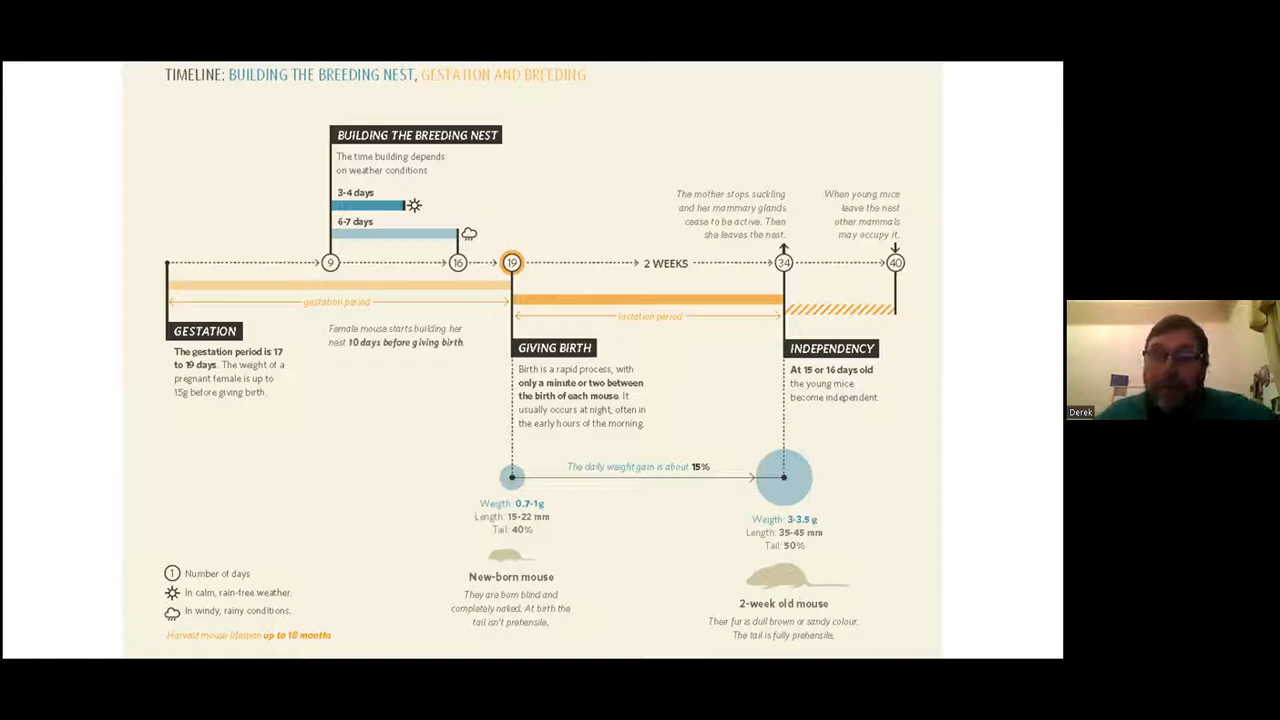 TIMELINE: BUILDING THE BREEDING NEST, GESTATION AND BREEDING
BUILDING THE BREEDING NEST
The time building depends
on weather conditions
3-4 days
6-7 days
The mother stops suckling
and her mammary glands
cease to be active. Then
she leaves the nest.
When young mice
leave the nest
other mammals
may occupy it.
9
16
19
2 WEEKS
34
40
gestation period
lactation period
GESTATION
The gestation period is 17
to 19 days. The weight of a
pregnant female is up to
15g before giving birth.
Female mouse starts building her
nest 10 days before giving birth.
GIVING BIRTH
Birth is a rapid process, with
only a minute or two between
the birth of each mouse. It
usually occurs at night, often in
the early hours of the morning.
INDEPENDENCY
At 15 or 16 days old
the young mice
become independent
The daily weight gain is about 15%
Weigth: 0.7-1g
Length: 15-22 mm
Tail: 40%
Weigth: 3-3.5 g
Length: 35-45 mm
Tail: 50%
New-born mouse
They are born blind and
completely naked. At birth the
tail isn't prehensile.
2-week old mouse
Their fur is dull brown or sandy colour.
The tail is fully prehensile.
1 Number of days
In calm, rain-free weather.
In windy, rainy conditions.
Harvest mouse lifespan up to 18 months
Derek